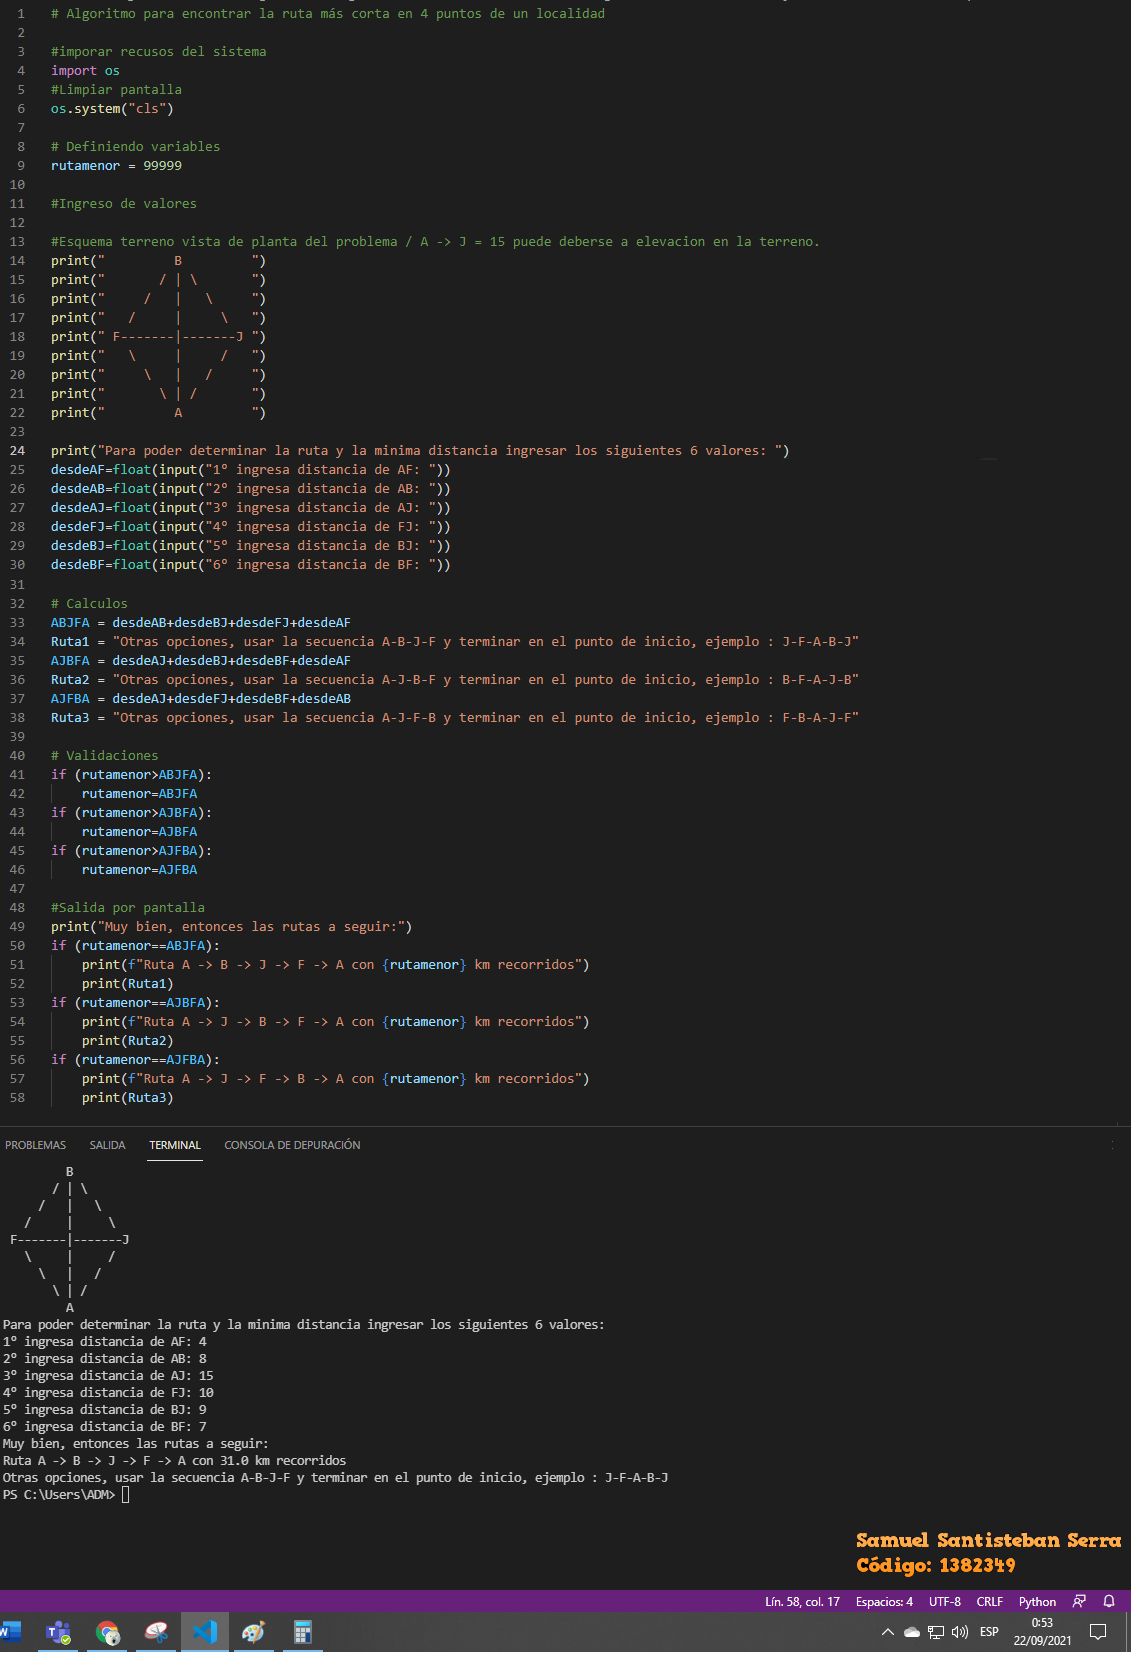 1 # Algoritmo para encontrar la ruta más corta en 4 puntos de un localidad
2
3 #imporar recusos del sistema
4 import os
5 #Limpiar pantalla
6 os.system("cls")
7
8 # Definiendo variables
9 rutamenor = 99999
10
11 #Ingreso de valores
12
13 #Esquema terreno vista de planta del problema / A -> J = 15 puede deberse a elevacion en la terreno.
14 print("         B         ")
15 print("       / | \       ")
16 print("     /   |   \     ")
17 print("   /     |     \   ")
18 print(" F-------|-------J ")
19 print("   \     |     /   ")
20 print("     \   |   /     ")
21 print("       \ | /       ")
22 print("         A         ")
23
24 print("Para poder determinar la ruta y la minima distancia ingresar los siguientes 6 valores: ")
25 desdeAF=float(input("1º ingresa distancia de AF: "))
26 desdeAB=float(input("2º ingresa distancia de AB: "))
27 desdeAJ=float(input("3º ingresa distancia de AJ: "))
28 desdeFJ=float(input("4º ingresa distancia de FJ: "))
29 desdeBJ=float(input("5º ingresa distancia de BJ: "))
30 desdeBF=float(input("6º ingresa distancia de BF: "))
31
32 # Calculos
33 ABJFA = desdeAB+desdeBJ+desdeFJ+desdeAF
34 Ruta1 = "Otras opciones, usar la secuencia A-B-J-F y terminar en el punto de inicio, ejemplo : J-F-A-B-J"
35 AJBFA = desdeAJ+desdeBJ+desdeBF+desdeAF
36 Ruta2 = "Otras opciones, usar la secuencia A-J-B-F y terminar en el punto de inicio, ejemplo : B-F-A-J-B"
37 AJFBA = desdeAJ+desdeFJ+desdeBF+desdeAB
38 Ruta3 = "Otras opciones, usar la secuencia A-J-F-B y terminar en el punto de inicio, ejemplo : F-B-A-J-F"
39
40 # Validaciones
41 if (rutamenor>ABJFA):
42     rutamenor=ABJFA
43 if (rutamenor>AJBFA):
44     rutamenor=AJBFA
45 if (rutamenor>AJFBA):
46     rutamenor=AJFBA
47
48 #Salida por pantalla
49 print("Muy bien, entonces las rutas a seguir:")
50 if (rutamenor==ABJFA):
51     print(f"Ruta A -> B -> J -> F -> A con {rutamenor} km recorridos")
52     print(Ruta1)
53 if (rutamenor==AJBFA):
54     print(f"Ruta A -> J -> B -> F -> A con {rutamenor} km recorridos")
55     print(Ruta2)
56 if (rutamenor==AJFBA):
57     print(f"Ruta A -> J -> F -> B -> A con {rutamenor} km recorridos")
58     print(Ruta3)
PROBLEMAS SALIDA TERMINAL CONSOLA DE DEPURACIÓN
         B
       / | \
     /   |   \
   /     |     \
 F-------|-------J
   \     |     /
     \   |   /
       \ | /
         A
Para poder determinar la ruta y la minima distancia ingresar los siguientes 6 valores:
1º ingresa distancia de AF: 4
2º ingresa distancia de AB: 8
3º ingresa distancia de AJ: 15
4º ingresa distancia de FJ: 10
5º ingresa distancia de BJ: 9
6º ingresa distancia de BF: 7
Muy bien, entonces las rutas a seguir:
Ruta A -> B -> J -> F -> A con 31.0 km recorridos
Otras opciones, usar la secuencia A-B-J-F y terminar en el punto de inicio, ejemplo : J-F-A-B-J
PS C:\Users\ADM>
Samuel Santisteban Serra
Código: 1382349
Lín. 58, col. 17 Espacios: 4 UTF-8 CRLF Python
ESP 0:53
22/09/2021